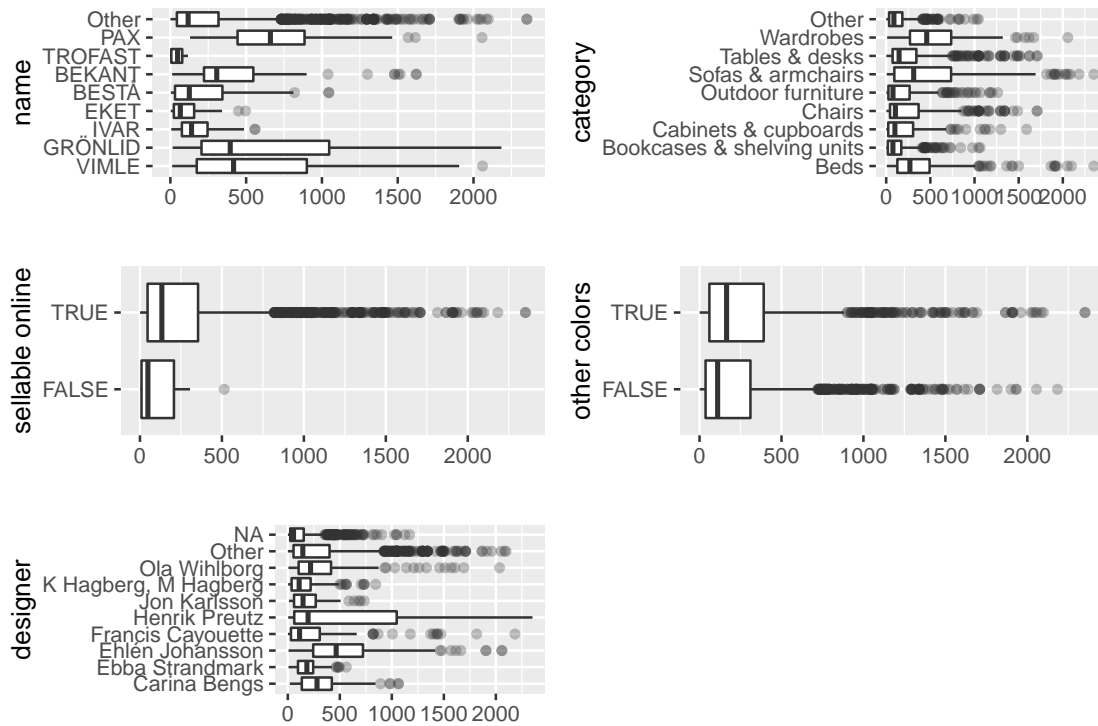 name
Other
PAX
TROFAST
BEKANT
BESTÅ
EKET
IVAR
GRÖNLID
VIMLE
0 500 1000 1500 2000
category
Other
Wardrobes
Tables & desks
Sofas & armchairs
Outdoor furniture
Chairs
Cabinets & cupboards
Bookcases & shelving units
Beds
0 500 1000 1500 2000
sellable online
TRUE
FALSE
0 500 1000 1500 2000
other colors
TRUE
FALSE
0 500 1000 1500 2000
designer
NA
Other
Ola Wihlborg
K Hagberg, M Hagberg
Jon Karlsson
Henrik Preutz
Francis Cayouette
Ehlén Johansson
Ebba Strandmark
Carina Bengs
0 500 1000 1500 2000